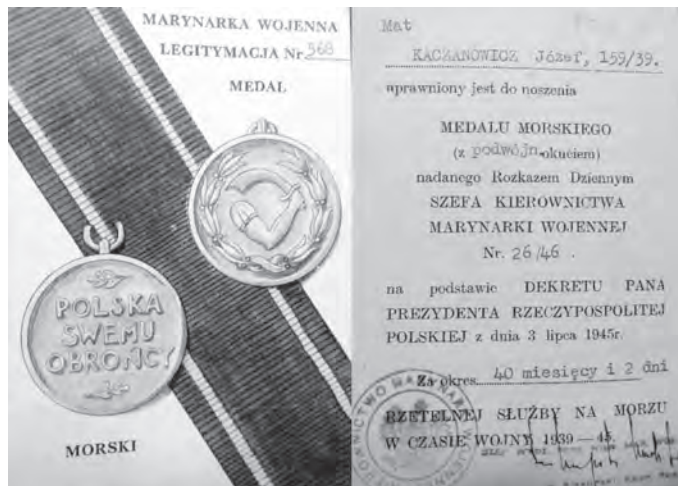 MARYNARKA WOJENNA
LEGITYMACJA Nr. 568
MEDAL
POLSKA
SWEMU
OBROŃCY
MORSKI
Mat
KACZANOWICZ Józef, 159/39.
uprawniony jest do noszenia
MEDALU MORSKIEGO
(z podwójn. okuciem)
nadanego Rozkazem Dziennym
SZEFA KIEROWNICTWA
MARYNARKI WOJENNEJ
Nr. 26/46 .
na podstawie DEKRETU PANA
PREZYDENTA RZECZYPOSPOLITEJ
POLSKIEJ z dnia 3 lipca 1945r.
Za okres 40 miesięcy i 2 dni
RZETELNEJ SŁUŻBY NA MORZU
W CZASIE WOJNY 1939—45.